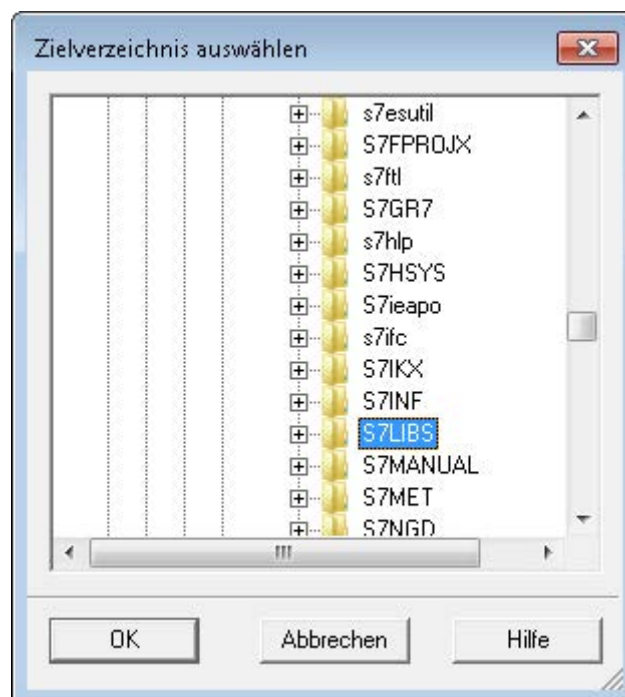 Zielverzeichnis auswählen
s7esutil
S7FPROJX
s7ftl
S7GR7
s7hlp
S7HSYS
S7ieapo
s7ifc
S7IKX
S7INF
S7LIBS
S7MANUAL
S7MET
S7NGD
OK Abbrechen Hilfe